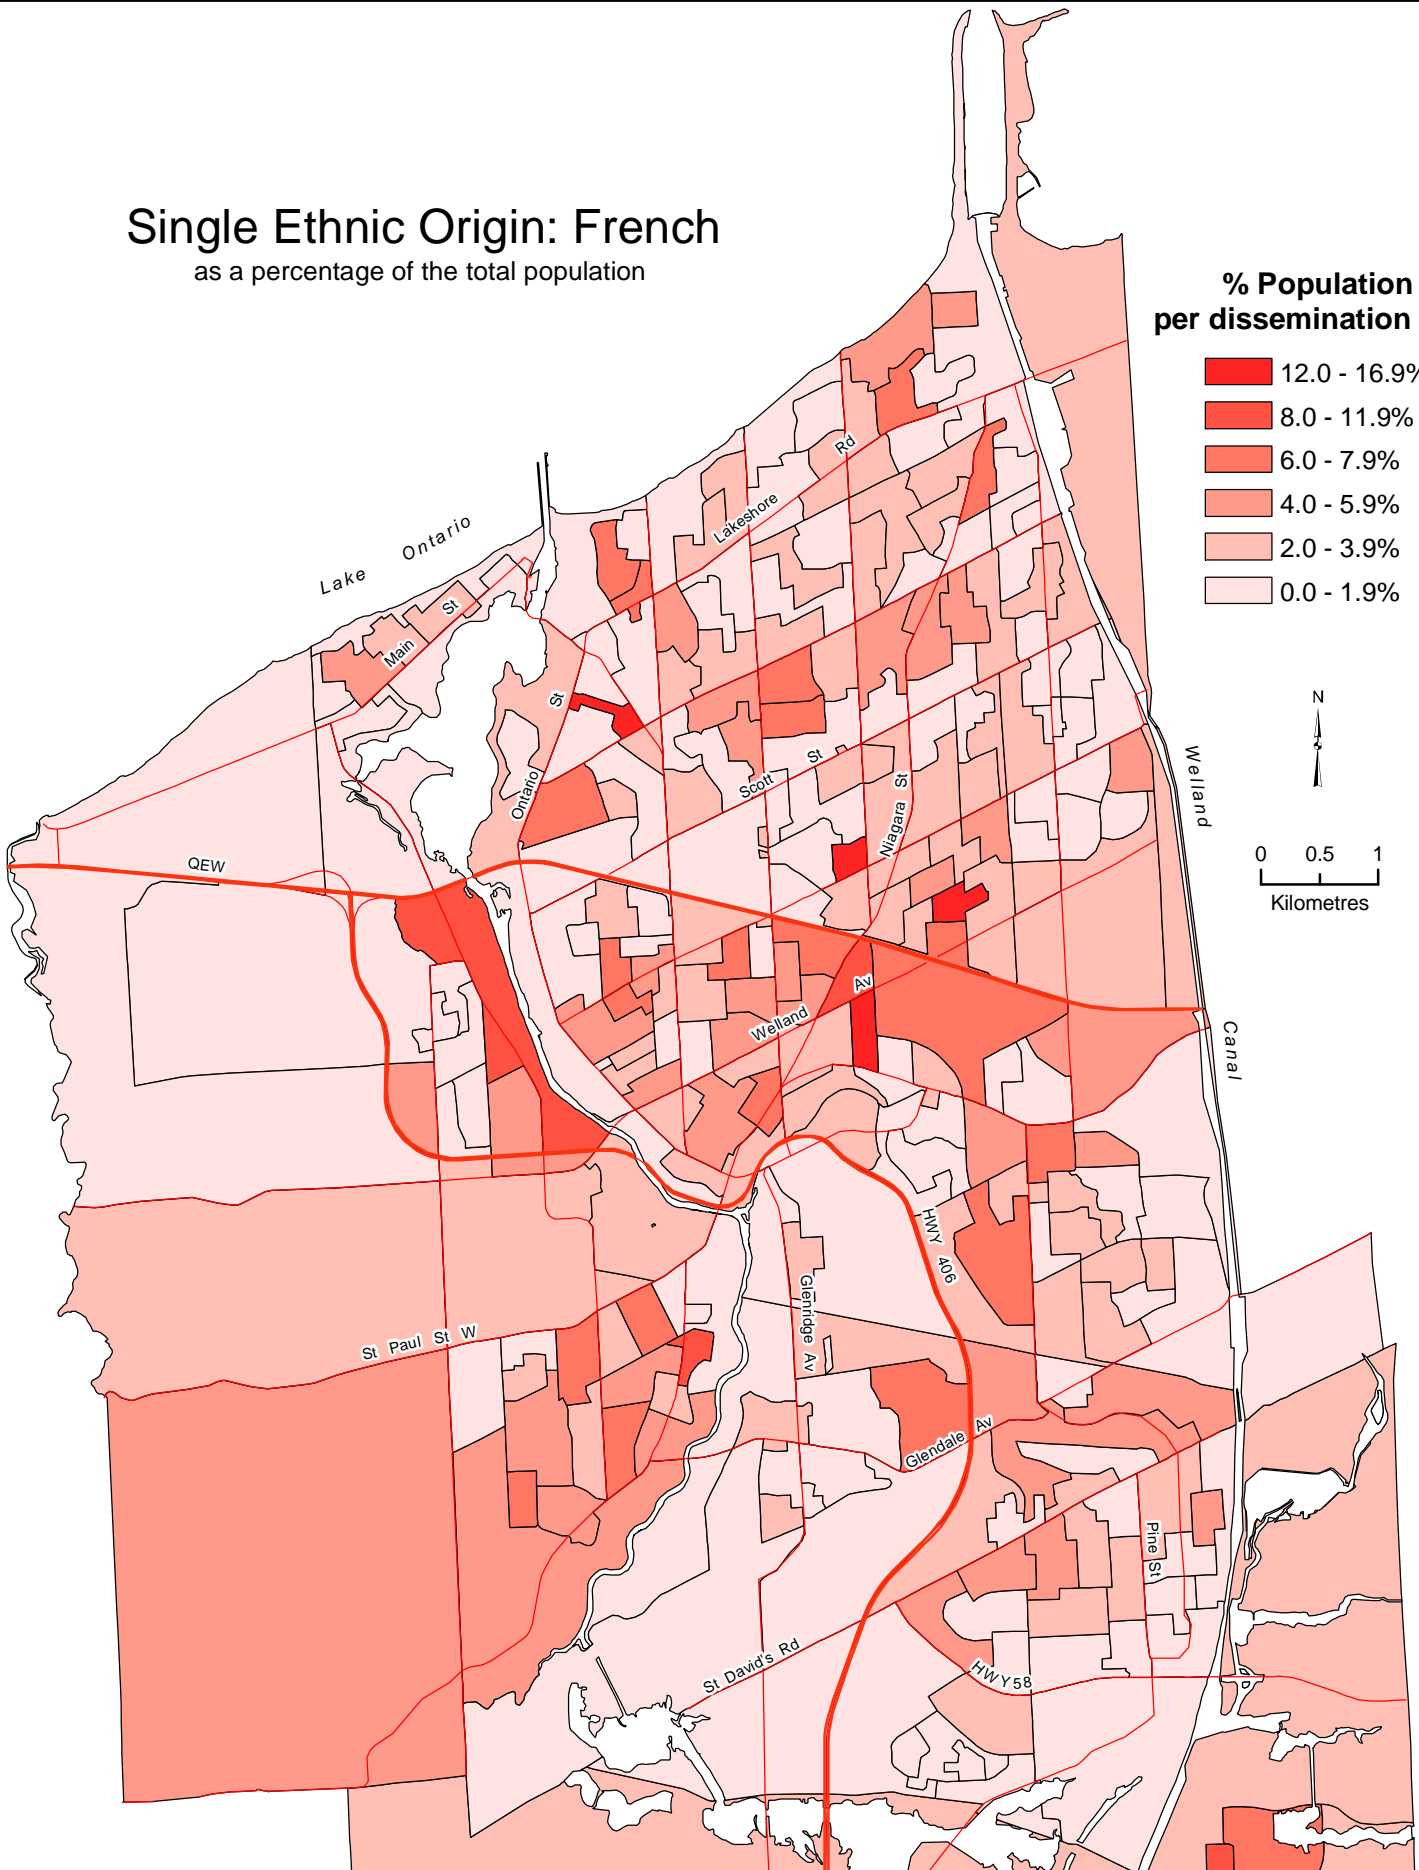 Single Ethnic Origin: French
as a percentage of the total population
% Population
per dissemination
12.0 - 16.9%
8.0 - 11.9%
6.0 - 7.9%
4.0 - 5.9%
2.0 - 3.9%
0.0 - 1.9%
N
0 0.5 1
Kilometres
Lake Ontario
Lakeshore Rd
Main St
Ontario St
Scott St
Niagara St
Welland Canal
QEW
Welland Av
HWY 406
Glenridge Av
St Paul St W
Glendale Av
Pine St
St David's Rd
HWY58